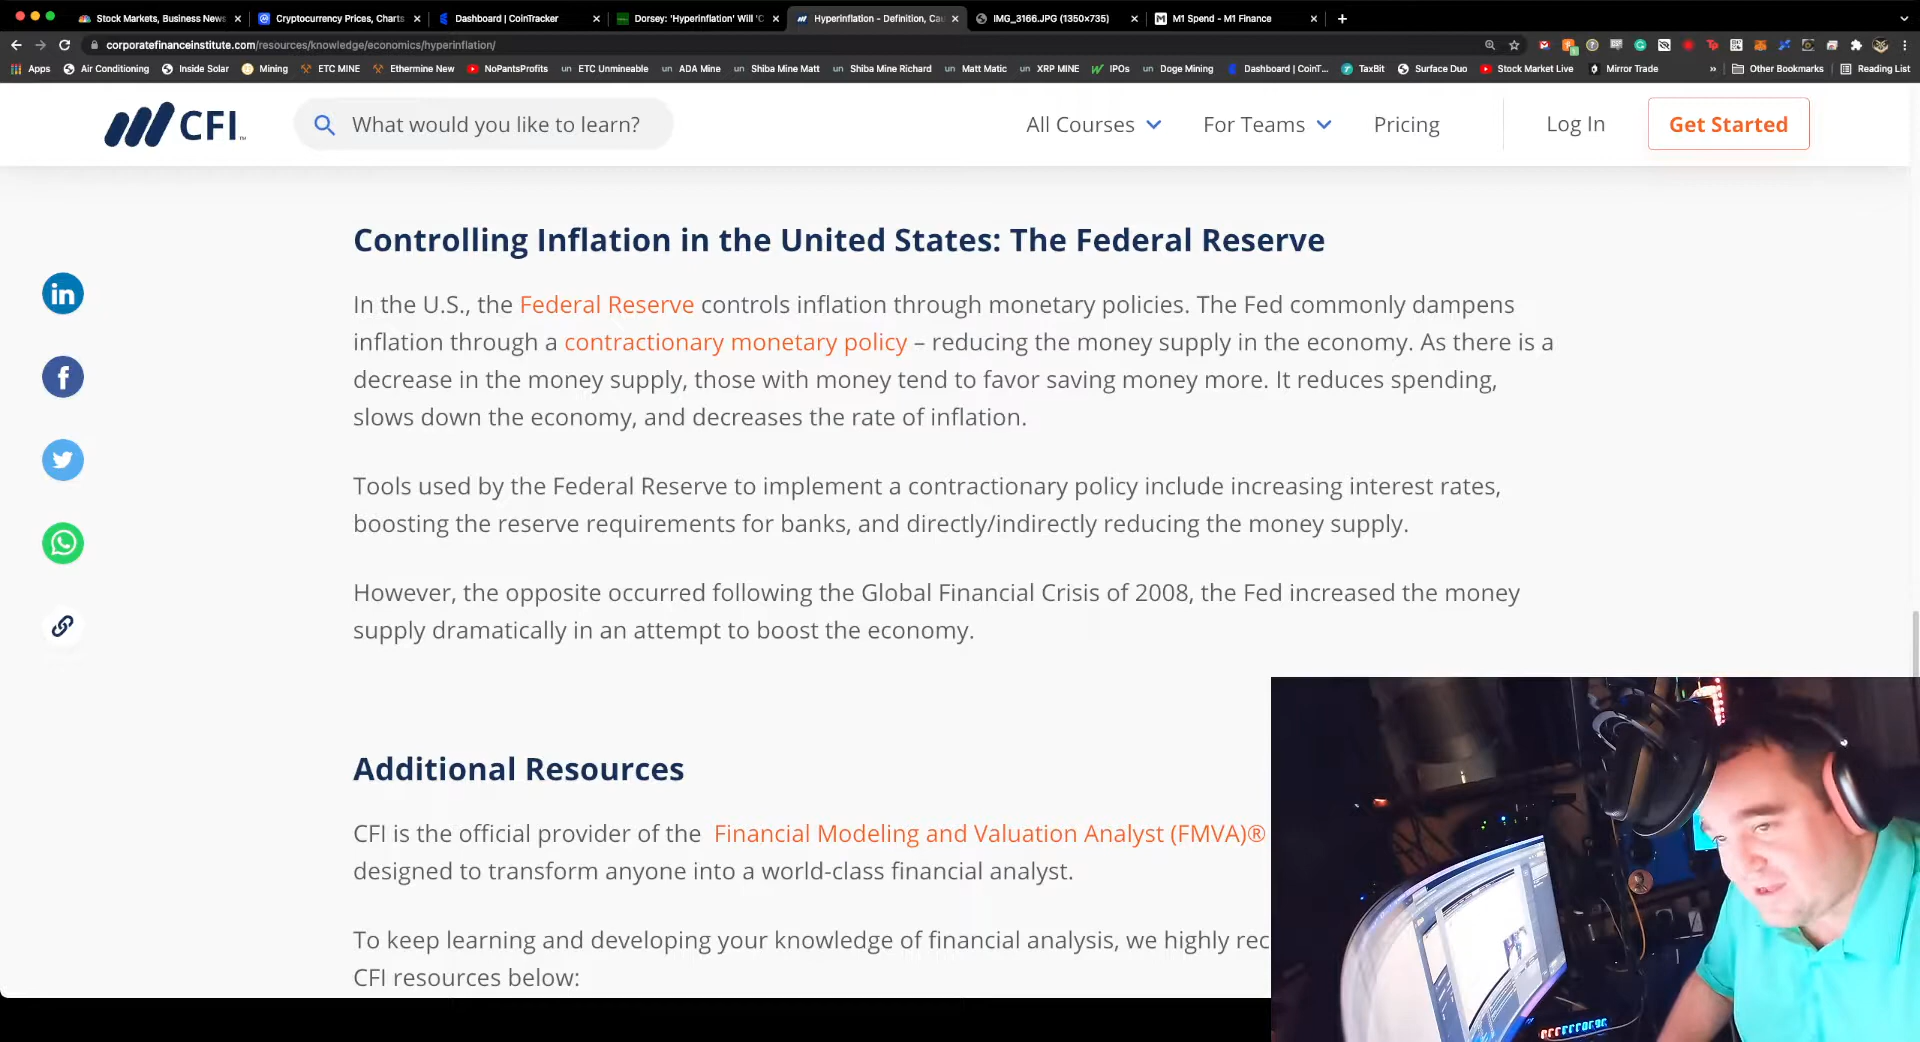 Stock Markets, Business News
Cryptocurrency Prices, Charts
Dashboard | CoinTracker
Dorsey: 'Hyperinflation' Will 'C
Hyperinflation - Definition, Cau
IMG_3166.JPG (1350×735)
M1 Spend - M1 Finance
corporatefinanceinstitute.com/resources/knowledge/economics/hyperinflation/
Apps
Air Conditioning
Inside Solar
Mining
ETC MINE
Ethermine New
NoPantsProfits
un ETC Unmineable
un ADA Mine
un Shiba Mine Matt
un Shiba Mine Richard
un Matt Matic
un XRP MINE
IPOs
un Doge Mining
Dashboard | CoinT...
TaxBit
Surface Duo
Stock Market Live
Mirror Trade
»
Other Bookmarks
Reading List
CFI™
What would you like to learn?
All Courses
For Teams
Pricing
Log In
Get Started
Controlling Inflation in the United States: The Federal Reserve
In the U.S., the Federal Reserve controls inflation through monetary policies. The Fed commonly dampens
inflation through a contractionary monetary policy – reducing the money supply in the economy. As there is a
decrease in the money supply, those with money tend to favor saving money more. It reduces spending,
slows down the economy, and decreases the rate of inflation.
Tools used by the Federal Reserve to implement a contractionary policy include increasing interest rates,
boosting the reserve requirements for banks, and directly/indirectly reducing the money supply.
However, the opposite occurred following the Global Financial Crisis of 2008, the Fed increased the money
supply dramatically in an attempt to boost the economy.
Additional Resources
CFI is the official provider of the Financial Modeling and Valuation Analyst (FMVA)®
designed to transform anyone into a world-class financial analyst.
To keep learning and developing your knowledge of financial analysis, we highly rec
CFI resources below: